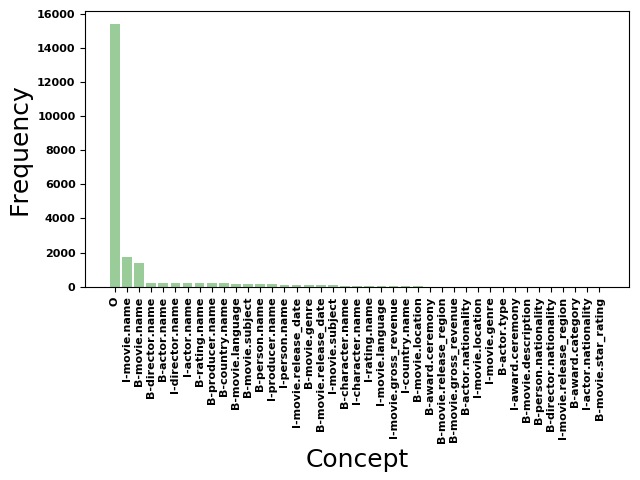 16000
14000
12000
10000
8000
6000
4000
2000
0
Frequency
O
I-movie.name
B-movie.name
B-director.name
B-actor.name
I-director.name
I-actor.name
B-rating.name
B-producer.name
B-country.name
B-movie.language
B-movie.subject
B-person.name
I-producer.name
I-person.name
I-movie.release_date
B-movie.genre
B-movie.release_date
I-movie.subject
B-character.name
I-character.name
I-rating.name
I-movie.language
I-movie.gross_revenue
I-country.name
B-movie.location
B-award.ceremony
B-movie.release_region
B-movie.gross_revenue
B-actor.nationality
I-movie.location
I-movie.genre
B-actor.type
I-award.ceremony
B-movie.description
B-person.nationality
B-director.nationality
I-movie.release_region
B-award.category
I-actor.nationality
B-movie.star_rating
Concept